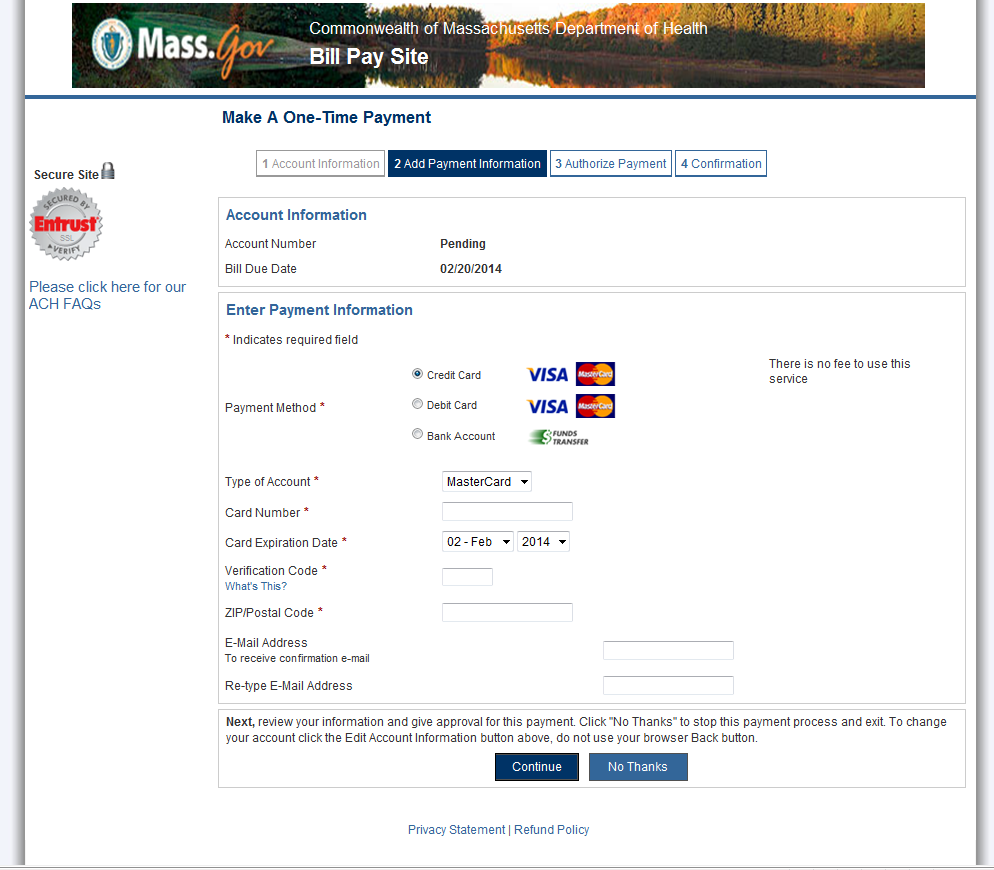 Mass.Gov
Commonwealth of Massachusetts Department of Health
Bill Pay Site
Make A One-Time Payment
1 Account Information
2 Add Payment Information
3 Authorize Payment
4 Confirmation
Secure Site
SECURED BY
Entrust
SSL
VERIFY
Please click here for our
ACH FAQs
Account Information
Account Number Pending
Bill Due Date 02/20/2014
Enter Payment Information
* Indicates required field
There is no fee to use this
service
Payment Method *
Credit Card VISA MasterCard
Debit Card VISA MasterCard
Bank Account $ FUNDS
TRANSFER
Type of Account * MasterCard
Card Number *
Card Expiration Date * 02 - Feb 2014
Verification Code *
What's This?
ZIP/Postal Code *
E-Mail Address
To receive confirmation e-mail
Re-type E-Mail Address
Next, review your information and give approval for this payment. Click "No Thanks" to stop this payment process and exit. To change
your account click the Edit Account Information button above, do not use your browser Back button.
Continue No Thanks
Privacy Statement | Refund Policy